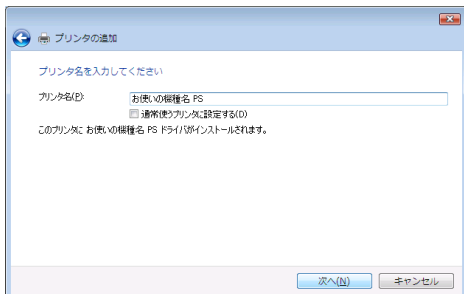 プリンタの追加
プリンタ名を入力してください
プリンタ名(P): お使いの機種名 PS
通常使うプリンタに設定する(D)
このプリンタに お使いの機種名 PS ドライバがインストールされます。
次へ(N) キャンセル